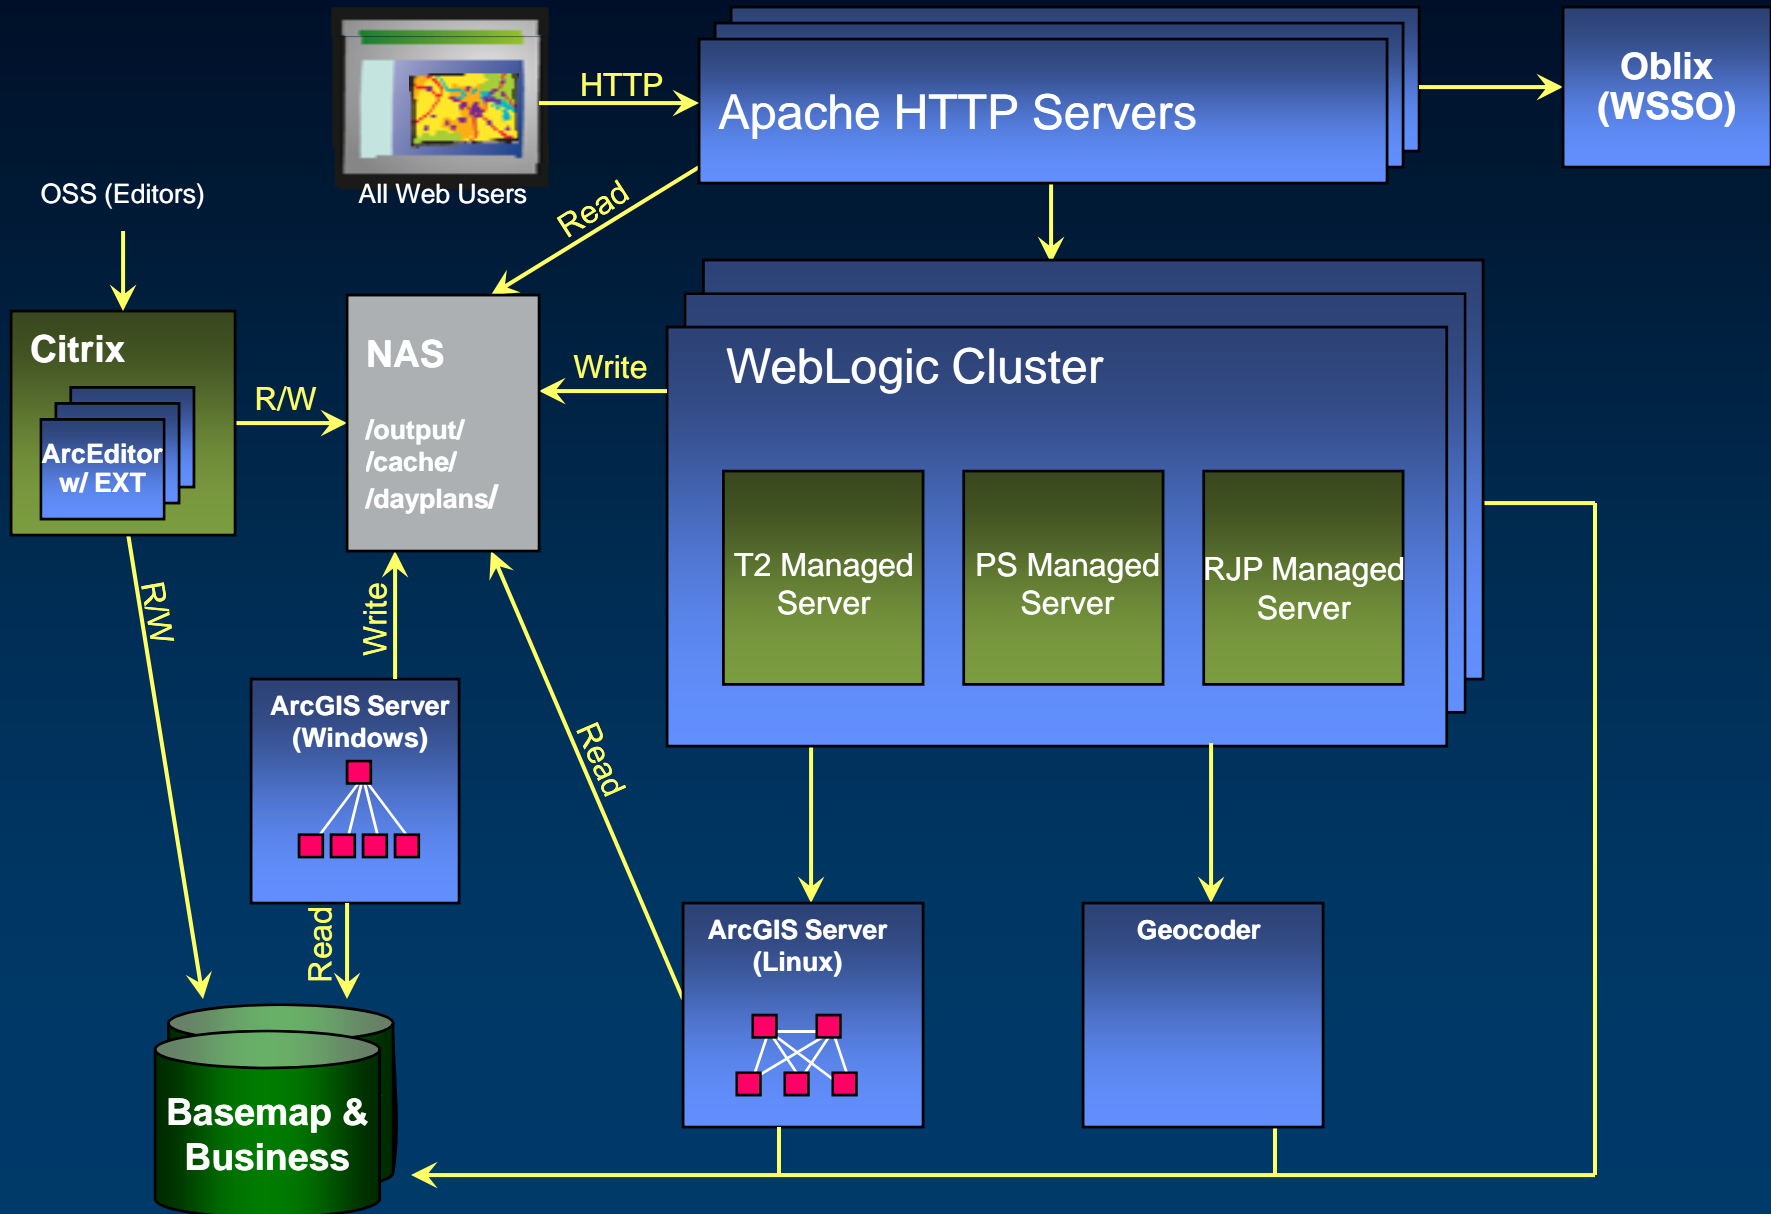 HTTP
Apache HTTP Servers
Oblix
(WSSO)
OSS (Editors)
All Web Users
Read
Citrix
ArcEditor
w/ EXT
R/W
NAS
/output/
/cache/
/dayplans/
Write
WebLogic Cluster
T2 Managed
Server
PS Managed
Server
RJP Managed
Server
R/W
Write
ArcGIS Server
(Windows)
Read
Read
ArcGIS Server
(Linux)
Geocoder
Basemap &
Business